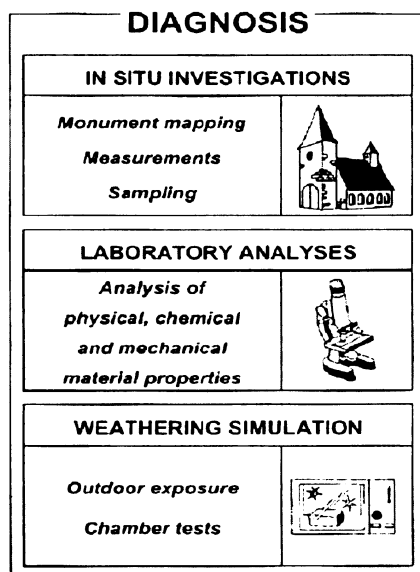 DIAGNOSIS
IN SITU INVESTIGATIONS
Monument mapping
Measurements
Sampling
LABORATORY ANALYSES
Analysis of
physical, chemical
and mechanical
material properties
WEATHERING SIMULATION
Outdoor exposure
Chamber tests